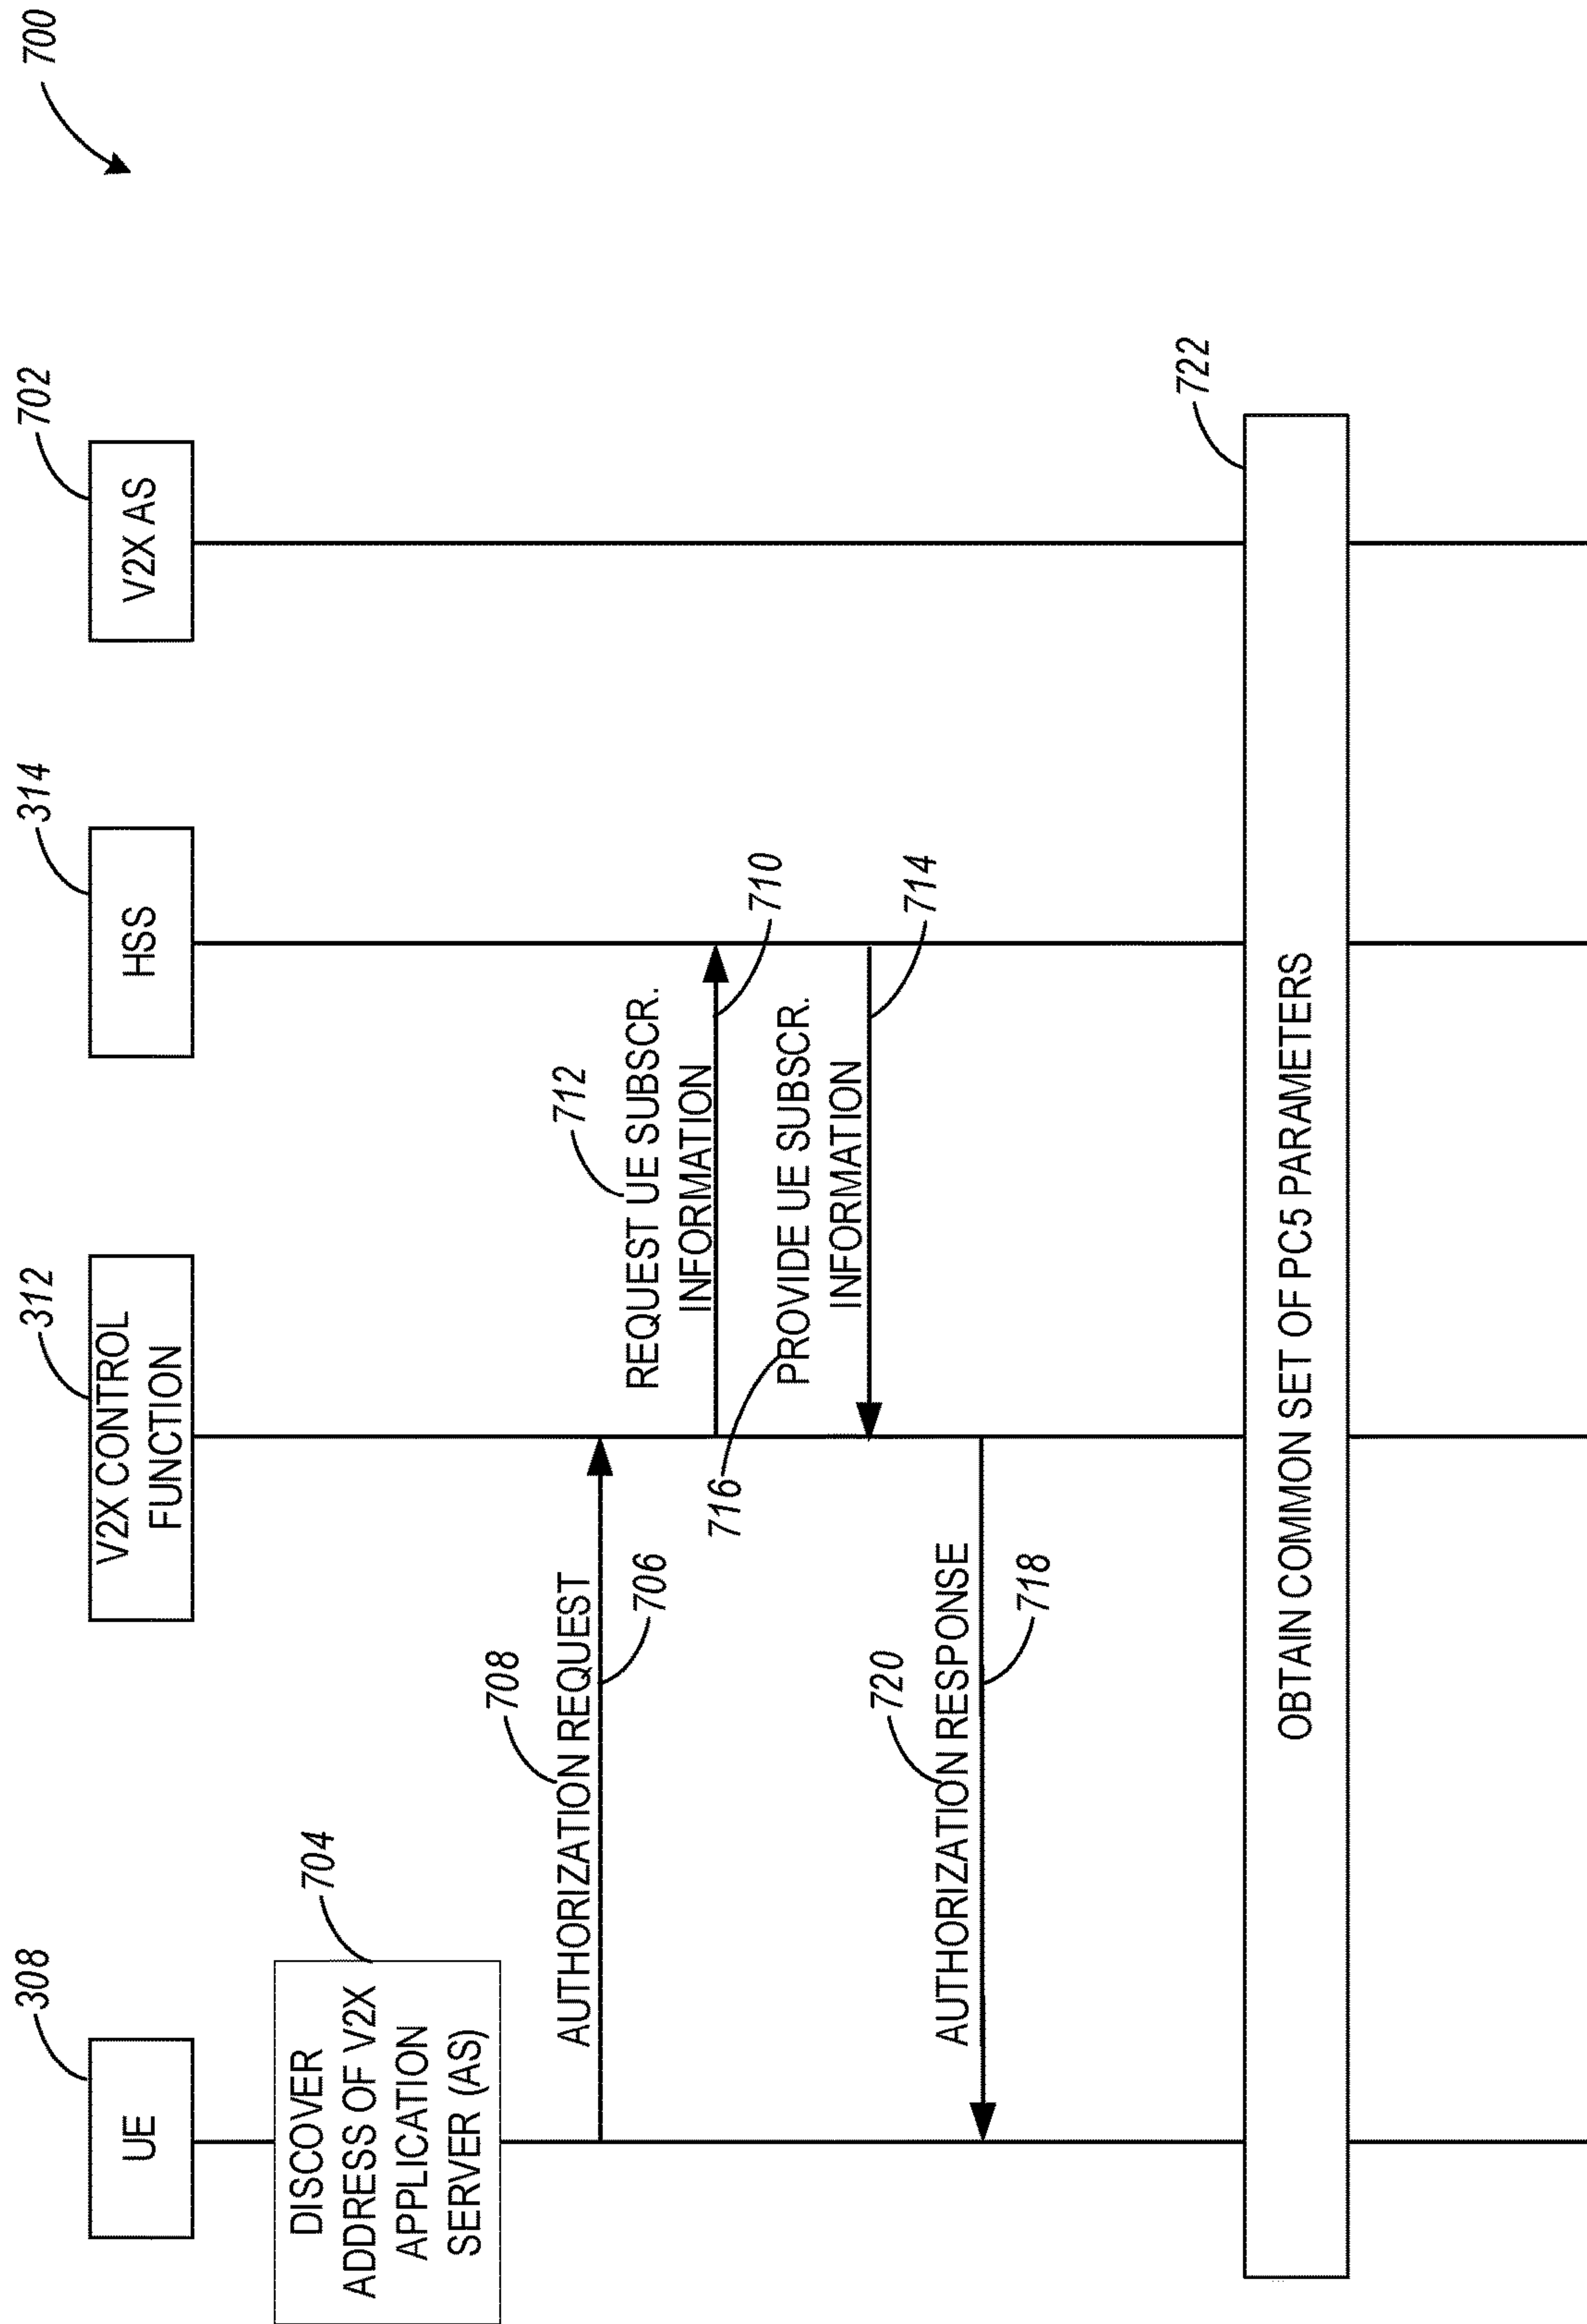 700
308
312
314
702
UE
V2X CONTROL
FUNCTION
HSS
V2X AS
704
DISCOVER
ADDRESS OF V2X
APPLICATION
SERVER (AS)
708
AUTHORIZATION REQUEST
706
712
REQUEST UE SUBSCR.
INFORMATION
710
716
PROVIDE UE SUBSCR.
INFORMATION
714
720
AUTHORIZATION RESPONSE
718
722
OBTAIN COMMON SET OF PC5 PARAMETERS